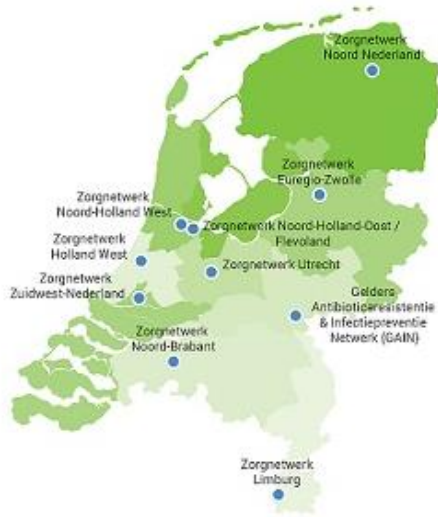 Zorgnetwerk
Noord Nederland
Zorgnetwerk
Euregio-Zwolle
Zorgnetwerk
Noord-Holland West
Zorgnetwerk Noord-Holland-Oost /
Flevoland
Zorgnetwerk
Holland West
Zorgnetwerk Utrecht
Zorgnetwerk
Zuidwest-Nederland
Gelders
Antibioticaresistentie
& Infectiepreventie
Netwerk (GAIN)
Zorgnetwerk
Noord-Brabant
Zorgnetwerk
Limburg